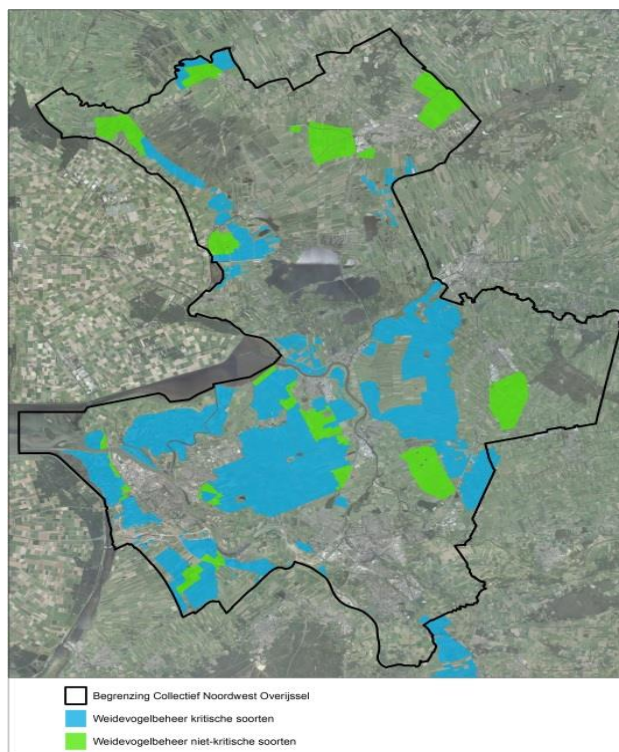 Begrenzing Collectief Noordwest Overijssel
Weidevogelbeheer kritische soorten
Weidevogelbeheer niet-kritische soorten